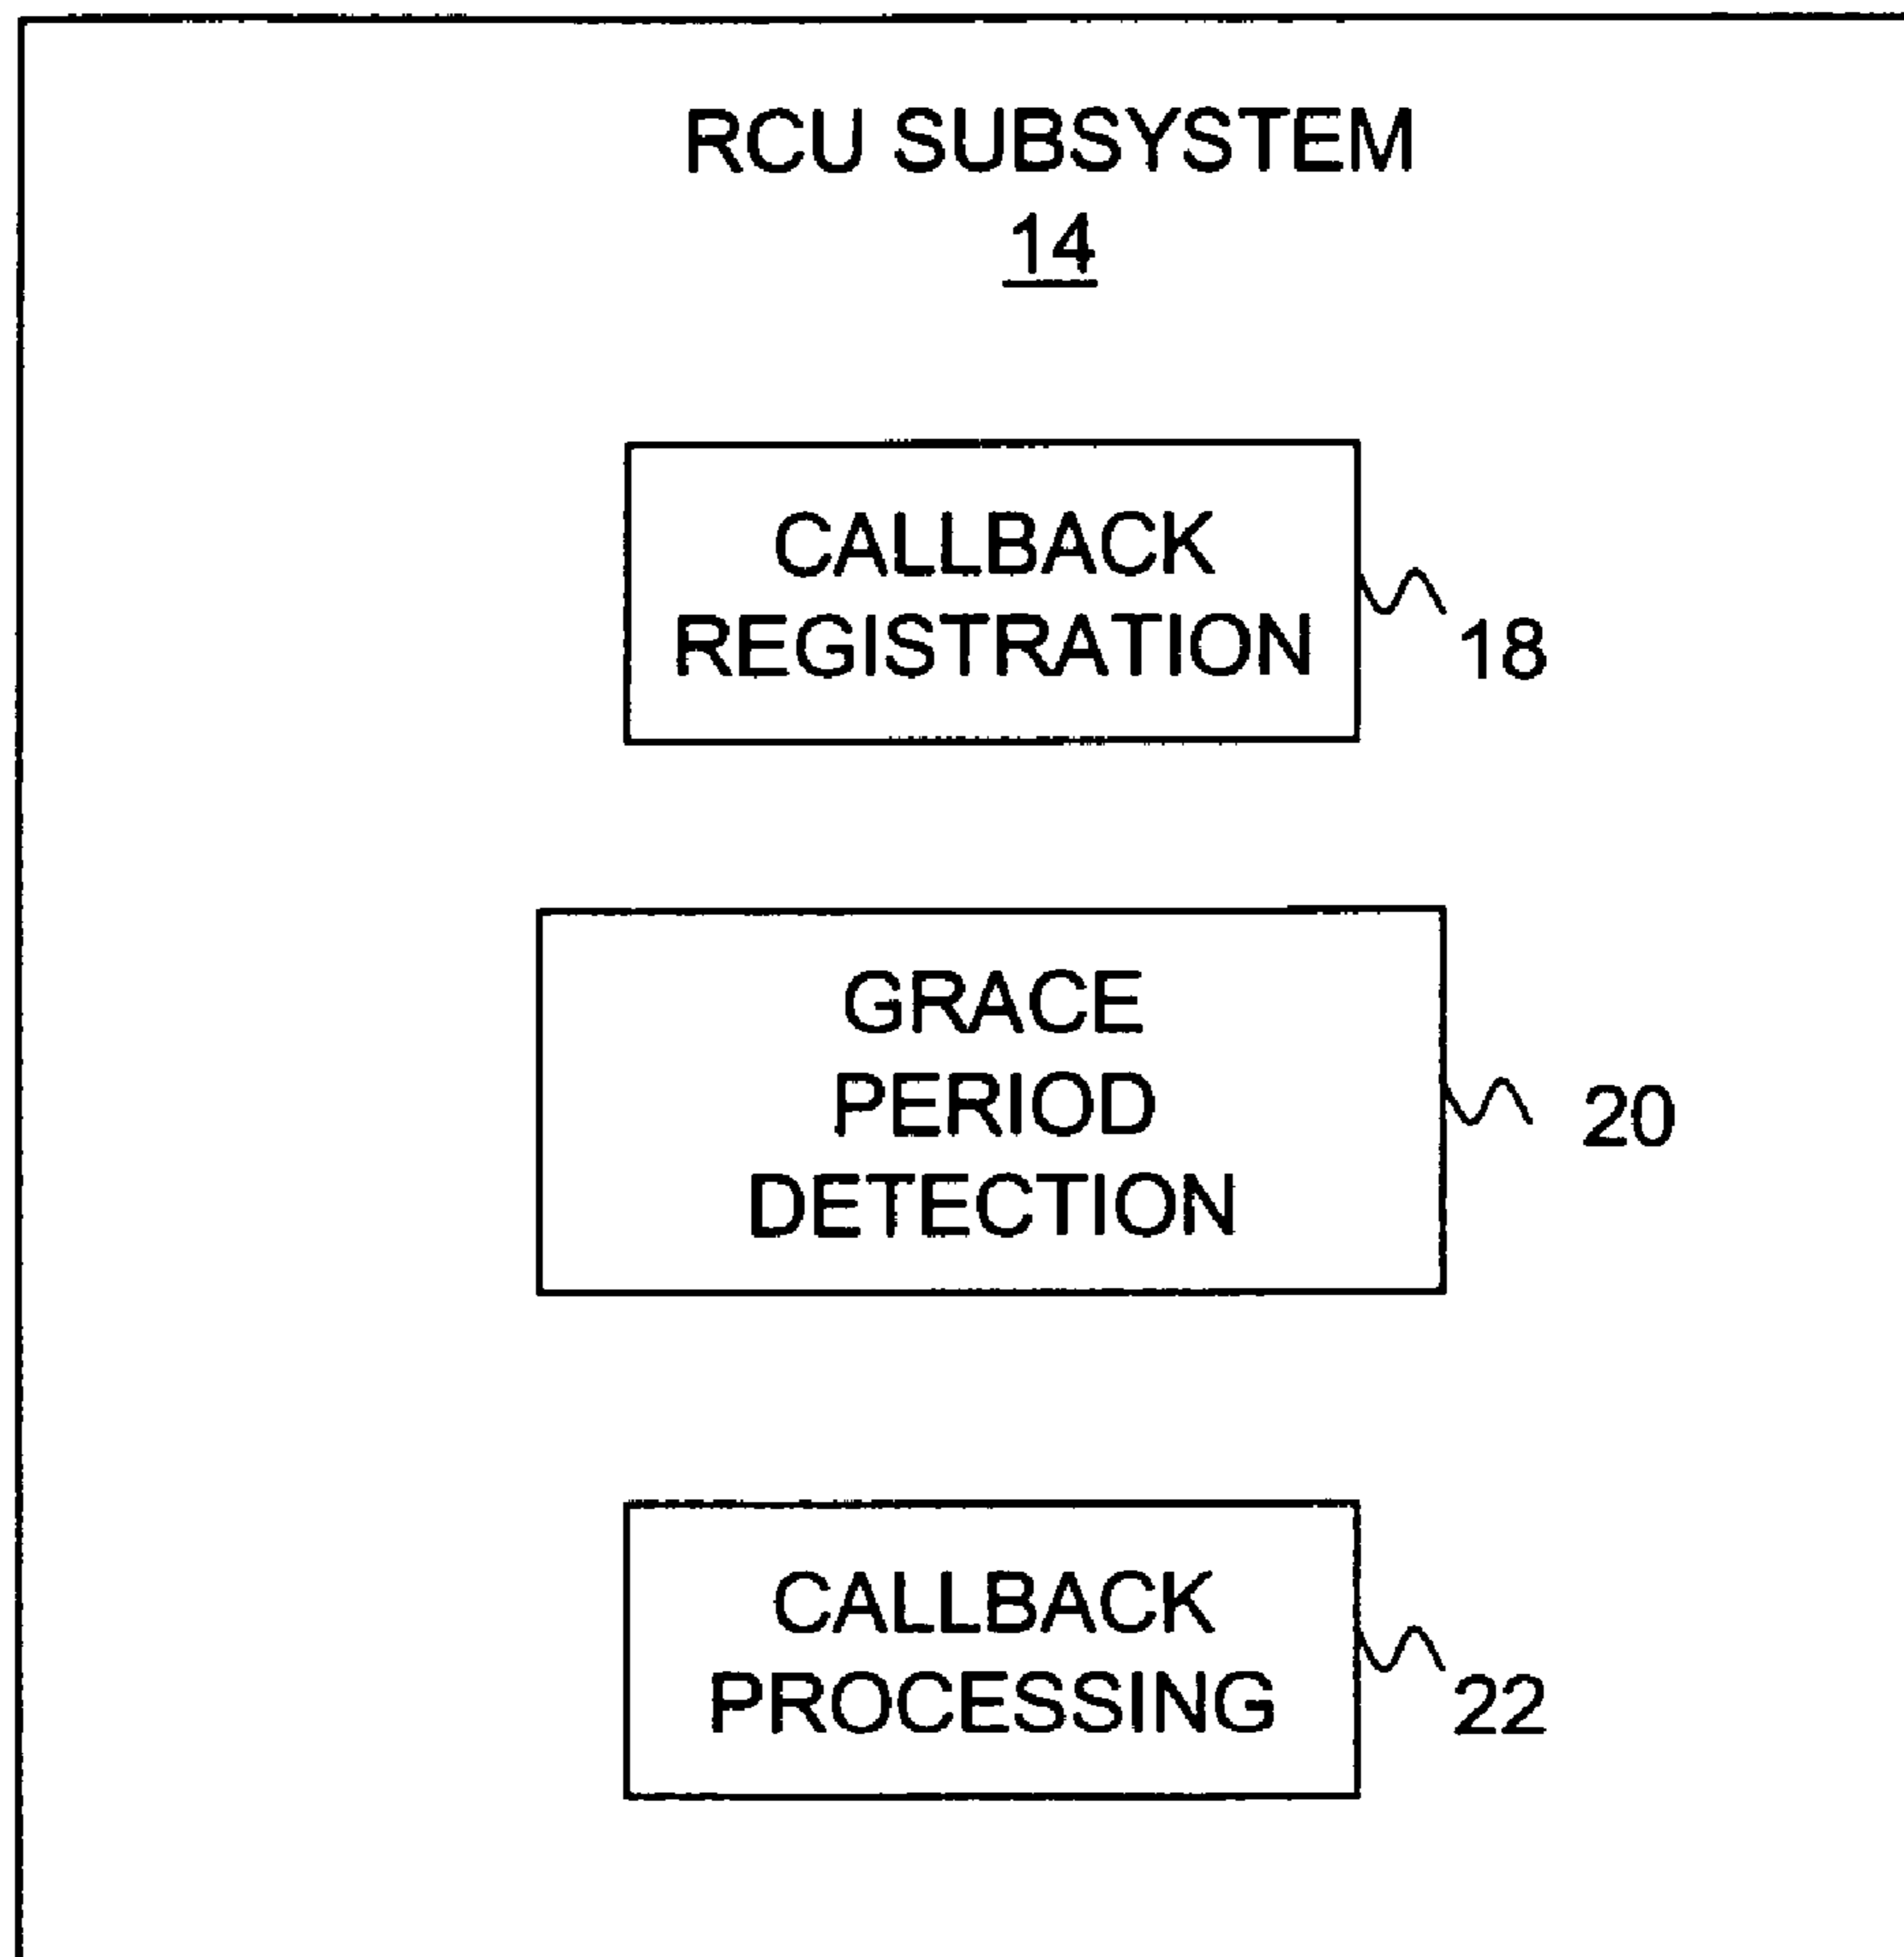 RCU SUBSYSTEM
14
CALLBACK
REGISTRATION
18
GRACE
PERIOD
DETECTION
20
CALLBACK
PROCESSING
22